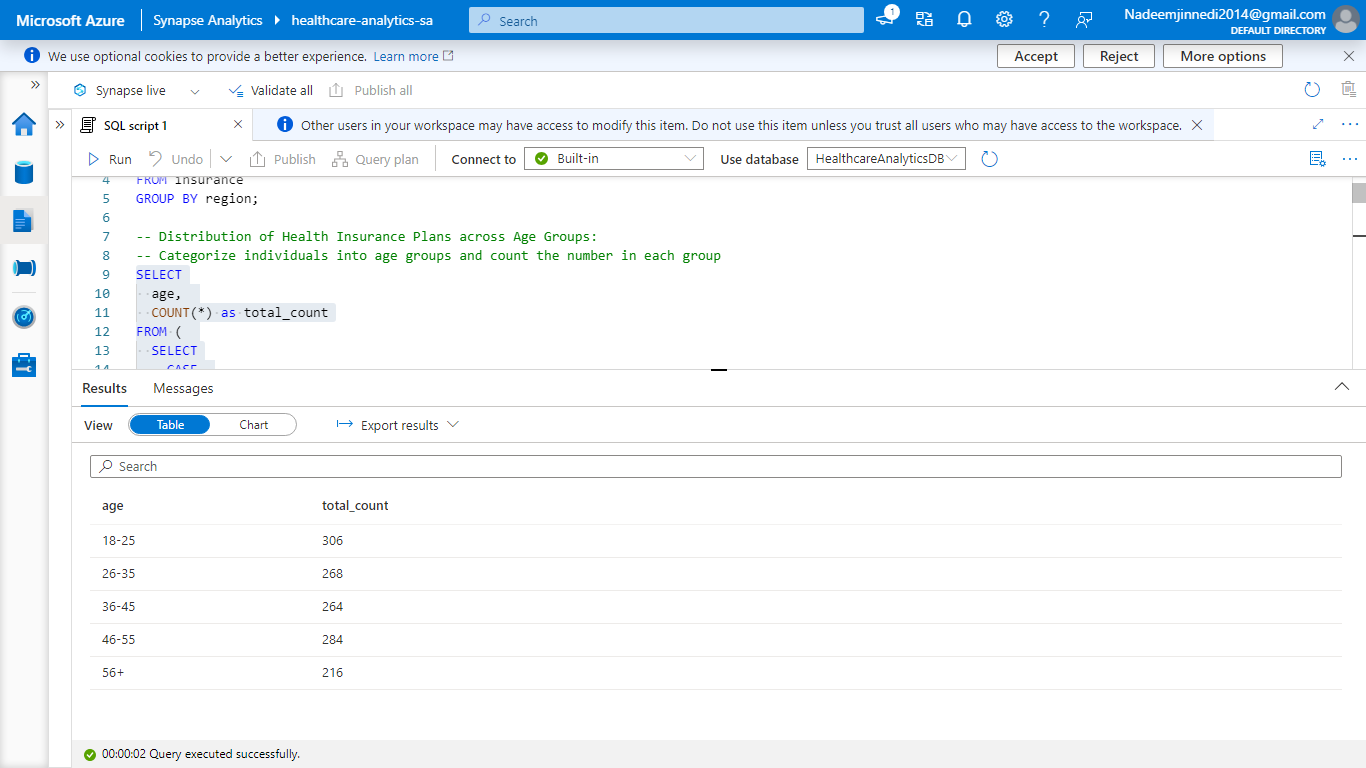 Microsoft Azure Synapse Analytics healthcare-analytics-sa Search 1 Nadeemjinnedi2014@gmail.com
DEFAULT DIRECTORY
We use optional cookies to provide a better experience. Learn more Accept Reject More options
Synapse live Validate all Publish all
SQL script 1 Other users in your workspace may have access to modify this item. Do not use this item unless you trust all users who may have access to the workspace.
Run Undo Publish Query plan Connect to Built-in Use database HealthcareAnalyticsDB
4 FROM insurance
5 GROUP BY region;
6
7 -- Distribution of Health Insurance Plans across Age Groups:
8 -- Categorize individuals into age groups and count the number in each group
9 SELECT
10 age,
11 COUNT(*) as total_count
12 FROM (
13 SELECT
14 CASE
Results Messages
View Table Chart Export results
Search
age total_count
18-25 306
26-35 268
36-45 264
46-55 284
56+ 216
00:00:02 Query executed successfully.